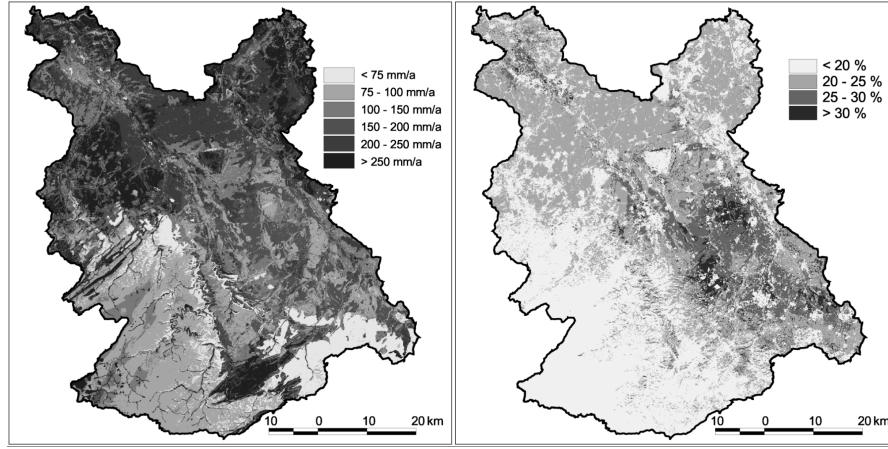 < 75 mm/a
75 - 100 mm/a
100 - 150 mm/a
150 - 200 mm/a
200 - 250 mm/a
> 250 mm/a
10 0 10 20 km
< 20 %
20 - 25 %
25 - 30 %
> 30 %
10 0 10 20 km